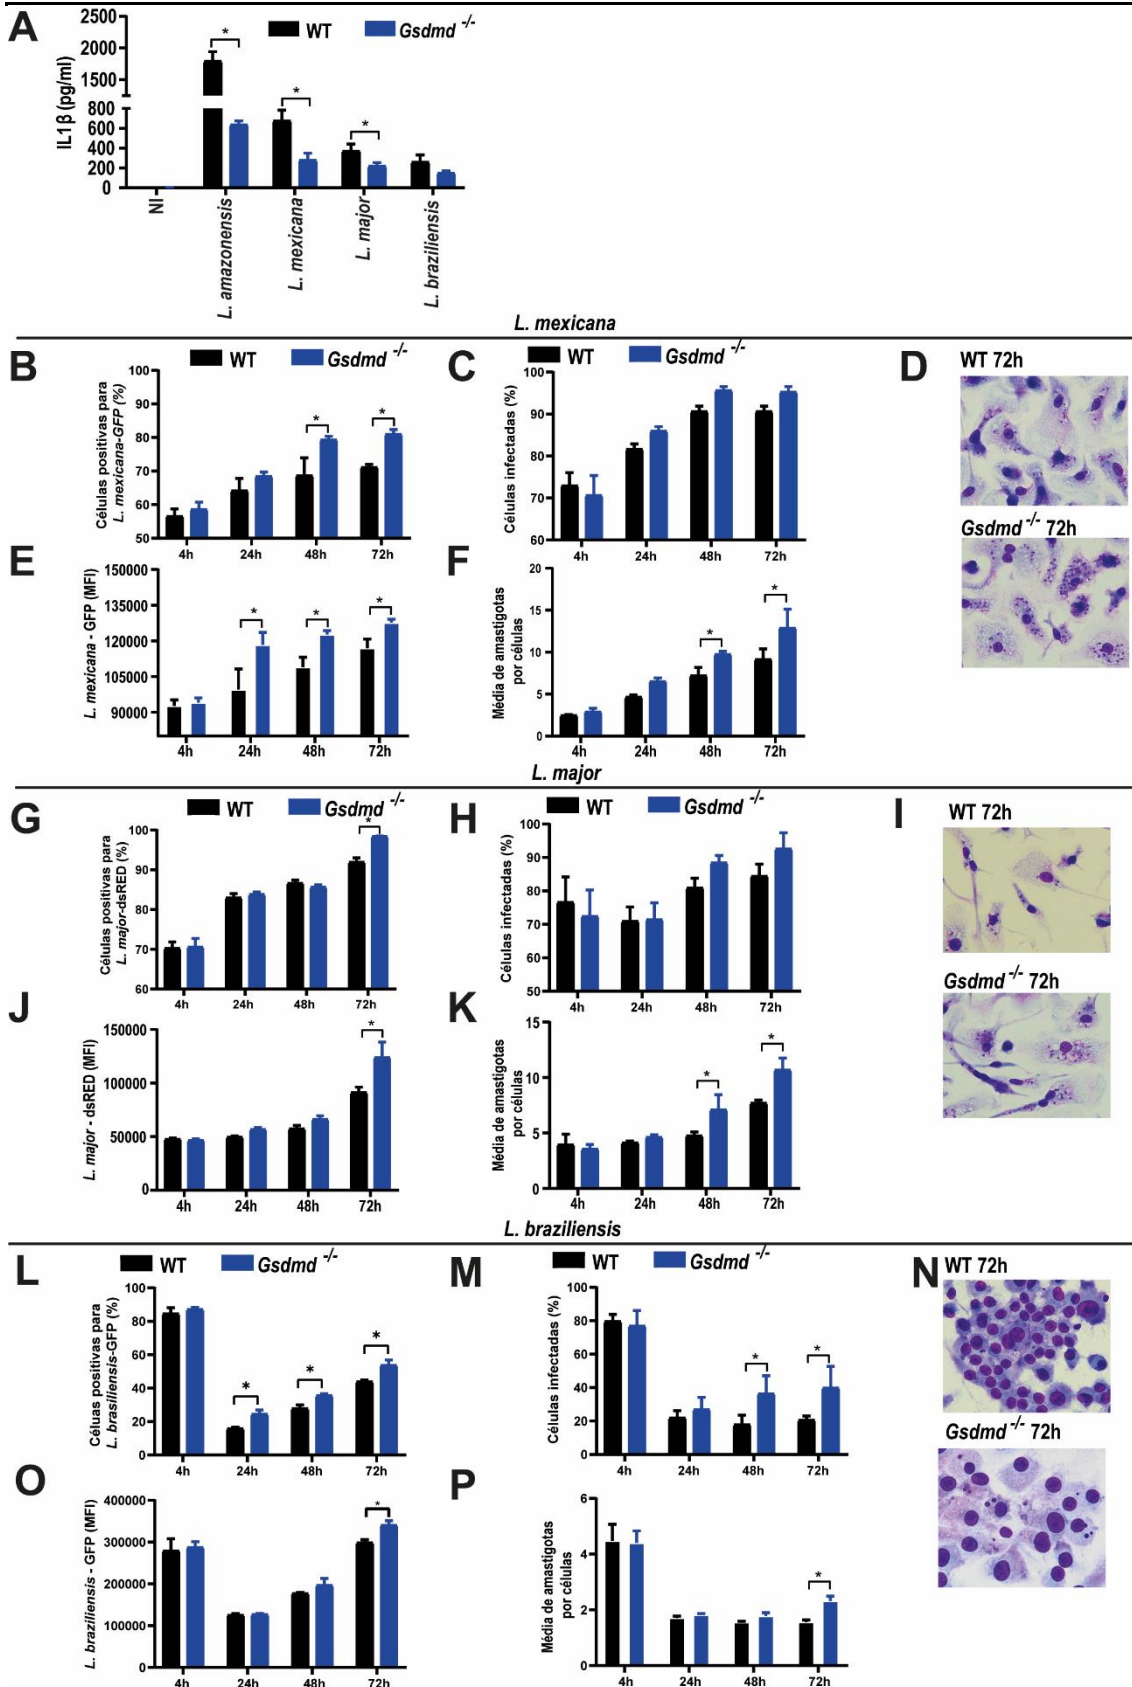 A
WT
Gsdmd -/-
IL1β (pg/ml)
2500
2000
1500
800
600
400
200
0
*
*
*
NI
L. amazonensis
L. mexicana
L. major
L. braziliensis
L. mexicana
B
WT
Gsdmd -/-
Células positivas para
L. mexicana-GFP (%)
100
90
80
70
60
50
*
*
4h 24h 48h 72h
C
WT
Gsdmd -/-
Células infectadas (%)
100
90
80
70
60
4h 24h 48h 72h
D
WT 72h
Gsdmd -/- 72h
E
L. mexicana - GFP (MFI)
150000
135000
120000
105000
90000
*
*
*
4h 24h 48h 72h
F
Média de amastigotas
por células
20
15
10
5
0
*
*
4h 24h 48h 72h
L. major
G
WT
Gsdmd -/-
Células positivas para
L. major-dsRED (%)
100
90
80
70
60
*
4h 24h 48h 72h
H
WT
Gsdmd -/-
Células infectadas (%)
100
90
80
70
60
50
4h 24h 48h 72h
I
WT 72h
Gsdmd -/- 72h
J
L. major - dsRED (MFI)
150000
100000
50000
0
*
4h 24h 48h 72h
K
Média de amastigotas
por células
15
10
5
0
*
*
4h 24h 48h 72h
L. braziliensis
L
WT
Gsdmd -/-
Céluas positivas para
L. brasiliensis-GFP (%)
100
80
60
40
20
0
*
*
*
4h 24h 48h 72h
M
WT
Gsdmd -/-
Células infectadas (%)
100
80
60
40
20
0
*
*
4h 24h 48h 72h
N
WT 72h
Gsdmd -/- 72h
O
L. braziliensis - GFP (MFI)
400000
300000
200000
100000
0
*
4h 24h 48h 72h
P
Média de amastigotas
por células
6
4
2
0
*
4h 24h 48h 72h